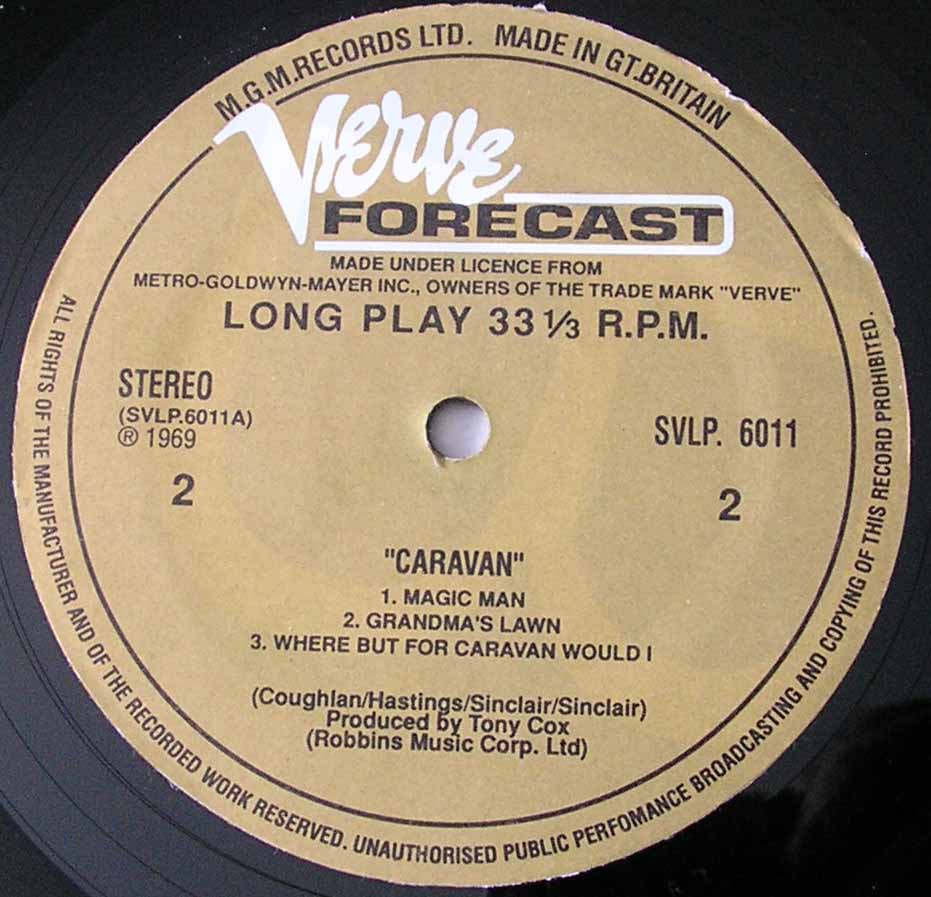 M.G.M.RECORDS LTD. MADE IN GT.BRITAIN
Verve
FORECAST
MADE UNDER LICENCE FROM
METRO-GOLDWYN-MAYER INC., OWNERS OF THE TRADE MARK "VERVE"
LONG PLAY 33 1/3 R.P.M.
STEREO
(SVLP.6011A)
℗ 1969
SVLP. 6011
2
2
"CARAVAN"
1. MAGIC MAN
2. GRANDMA'S LAWN
3. WHERE BUT FOR CARAVAN WOULD I
(Coughlan/Hastings/Sinclair/Sinclair)
Produced by Tony Cox
(Robbins Music Corp. Ltd)
ALL RIGHTS OF THE MANUFACTURER AND OF THE RECORDED WORK RESERVED. UNAUTHORISED PUBLIC PERFOMANCE BROADCASTING AND COPYING OF THIS RECORD PROHIBITED.